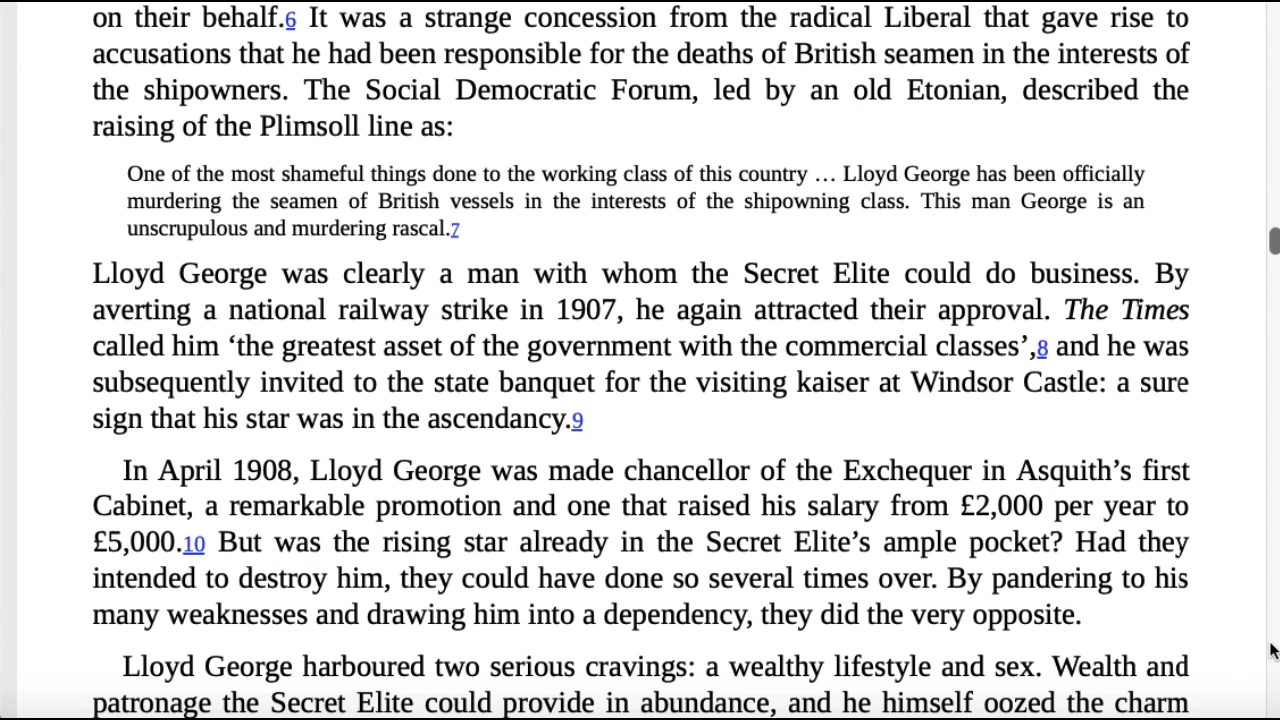 on their behalf.6 It was a strange concession from the radical Liberal that gave rise to
accusations that he had been responsible for the deaths of British seamen in the interests of
the shipowners. The Social Democratic Forum, led by an old Etonian, described the
raising of the Plimsoll line as:
One of the most shameful things done to the working class of this country … Lloyd George has been officially
murdering the seamen of British vessels in the interests of the shipowning class. This man George is an
unscrupulous and murdering rascal.7
Lloyd George was clearly a man with whom the Secret Elite could do business. By
averting a national railway strike in 1907, he again attracted their approval. The Times
called him ‘the greatest asset of the government with the commercial classes’,8 and he was
subsequently invited to the state banquet for the visiting kaiser at Windsor Castle: a sure
sign that his star was in the ascendancy.9
In April 1908, Lloyd George was made chancellor of the Exchequer in Asquith’s first
Cabinet, a remarkable promotion and one that raised his salary from £2,000 per year to
£5,000.10 But was the rising star already in the Secret Elite’s ample pocket? Had they
intended to destroy him, they could have done so several times over. By pandering to his
many weaknesses and drawing him into a dependency, they did the very opposite.
Lloyd George harboured two serious cravings: a wealthy lifestyle and sex. Wealth and
patronage the Secret Elite could provide in abundance, and he himself oozed the charm